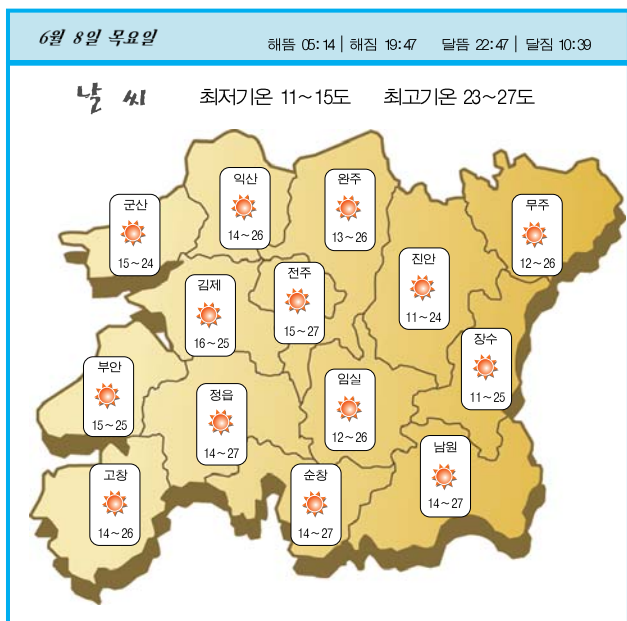 6월 8일 목요일
해뜸 05:14 | 해짐 19:47 달뜸 22:47 | 달짐 10:39
날 씨 최저기온 11~15도 최고기온 23~27도
익산
14~26
완주
13~26
군산
15~24
무주
12~26
진안
11~24
전주
15~27
김제
16~25
장수
11~25
부안
15~25
임실
12~26
정읍
14~27
남원
14~27
고창
14~26
순창
14~27